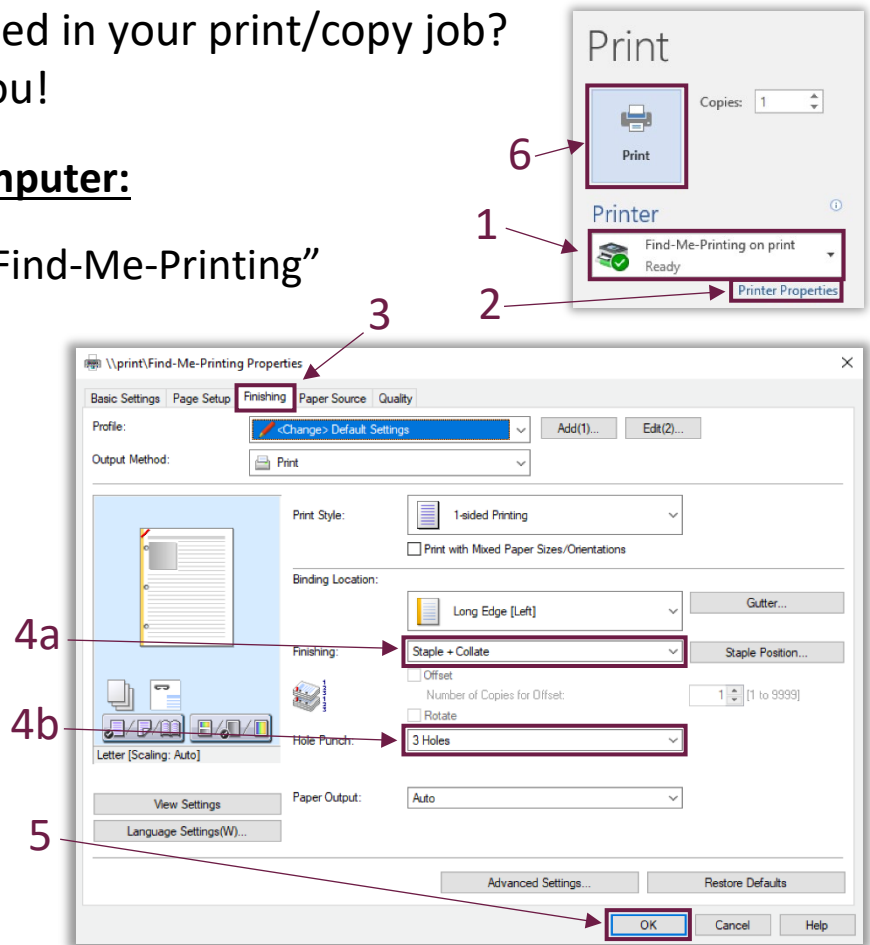 ed in your print/copy job?
ou!
mputer:
Find-Me-Printing”
Print
Copies: 1
Print
6
Printer
1
Find-Me-Printing on print
Ready
2
Printer Properties
3
\\print\Find-Me-Printing Properties
Basic Settings Page Setup Finishing Paper Source Quality
Profile: <Change> Default Settings Add(1)... Edit(2)...
Output Method: Print
Print Style: 1-sided Printing
Print with Mixed Paper Sizes/Orientations
Binding Location:
Long Edge [Left] Gutter...
4a
Finishing: Staple + Collate Staple Position...
Offset
Number of Copies for Offset: 1 [1 to 9999]
Rotate
4b
Hole Punch: 3 Holes
Letter [Scaling: Auto]
View Settings
Paper Output: Auto
Language Settings(W)...
5
Advanced Settings... Restore Defaults
OK Cancel Help